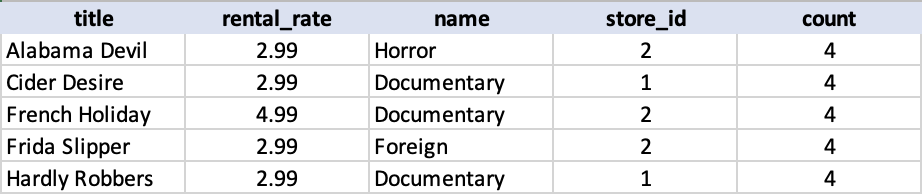 title rental_rate name store_id count
Alabama Devil 2.99 Horror 2 4
Cider Desire 2.99 Documentary 1 4
French Holiday 4.99 Documentary 2 4
Frida Slipper 2.99 Foreign 2 4
Hardly Robbers 2.99 Documentary 1 4